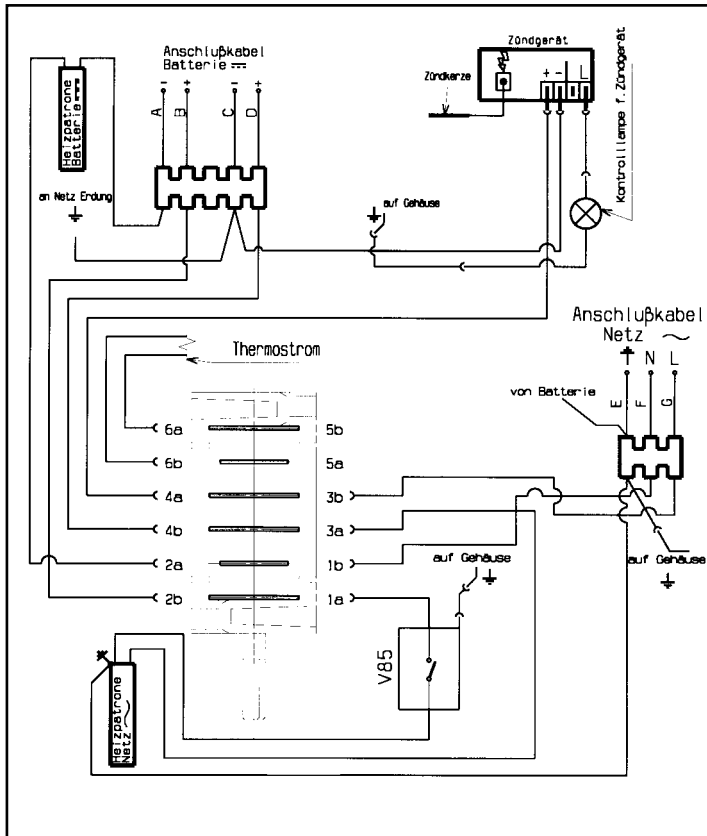 Anschlußkabel
Batterie
Heizpatrone
Batterie
- + - +
A B C D
an Netz Erdung
Zündgerät
Zündkerze
+ - L
Kontrolllampe f. Zündgerät
auf Gehäuse
Thermostrom
Anschlußkabel
Netz ~
N L
E F G
von Batterie
6a 5b
6b 5a
4a 3b
4b 3a
2a 1b
2b 1a
auf Gehäuse
auf Gehäuse
V85
Heizpatrone
Netz ~